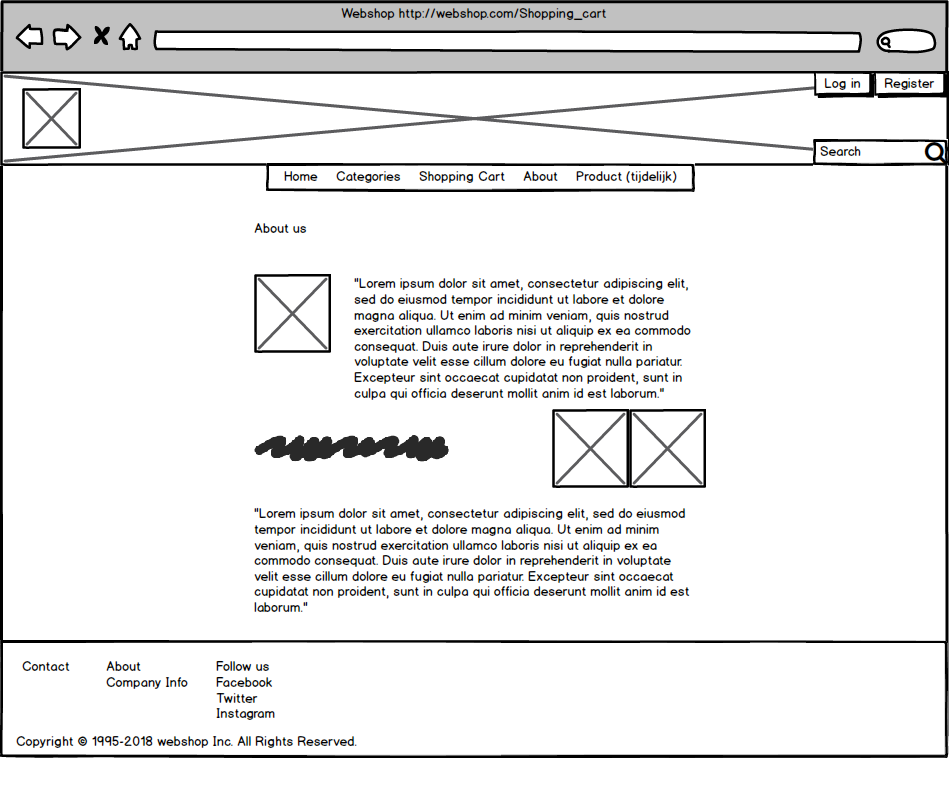 Webshop http://webshop.com/Shopping_cart
Log in Register
Search
Home Categories Shopping Cart About Product (tijdelijk)
About us
"Lorem ipsum dolor sit amet, consectetur adipiscing elit,
sed do eiusmod tempor incididunt ut labore et dolore
magna aliqua. Ut enim ad minim veniam, quis nostrud
exercitation ullamco laboris nisi ut aliquip ex ea commodo
consequat. Duis aute irure dolor in reprehenderit in
voluptate velit esse cillum dolore eu fugiat nulla pariatur.
Excepteur sint occaecat cupidatat non proident, sunt in
culpa qui officia deserunt mollit anim id est laborum."
"Lorem ipsum dolor sit amet, consectetur adipiscing elit, sed do eiusmod
tempor incididunt ut labore et dolore magna aliqua. Ut enim ad minim
veniam, quis nostrud exercitation ullamco laboris nisi ut aliquip ex ea
commodo consequat. Duis aute irure dolor in reprehenderit in voluptate
velit esse cillum dolore eu fugiat nulla pariatur. Excepteur sint occaecat
cupidatat non proident, sunt in culpa qui officia deserunt mollit anim id est
laborum."
Contact
About
Company Info
Follow us
Facebook
Twitter
Instagram
Copyright © 1995-2018 webshop Inc. All Rights Reserved.